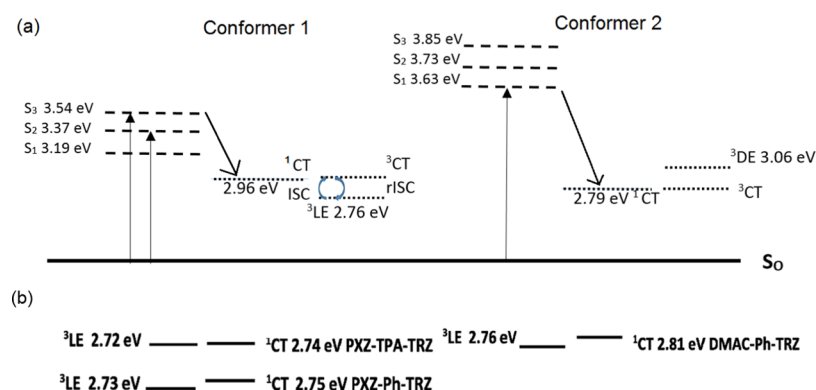 (a)
Conformer 1
Conformer 2
S₃ 3.85 eV
S₂ 3.73 eV
S₁ 3.63 eV
S₃ 3.54 eV
S₂ 3.37 eV
S₁ 3.19 eV
¹CT
³CT
2.96 eV
ISC
rISC
³LE 2.76 eV
³DE 3.06 eV
2.79 eV ¹CT
³CT
S₀
(b)
³LE 2.72 eV
¹CT 2.74 eV PXZ-TPA-TRZ
³LE 2.76 eV
¹CT 2.81 eV DMAC-Ph-TRZ
³LE 2.73 eV
¹CT 2.75 eV PXZ-Ph-TRZ